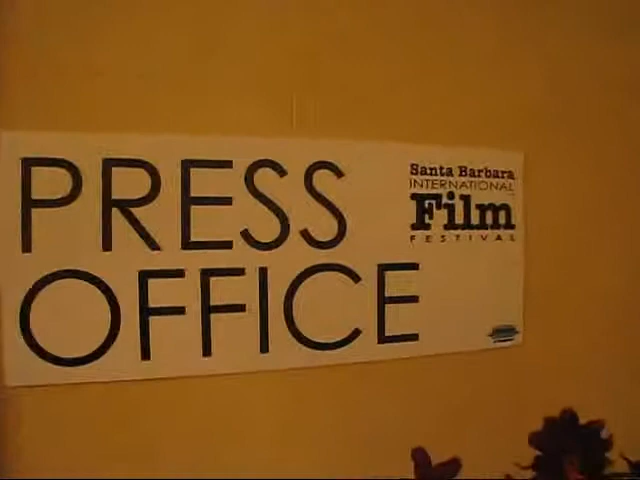 PRESS
OFFICE
Santa Barbara
INTERNATIONAL
Film
FESTIVAL